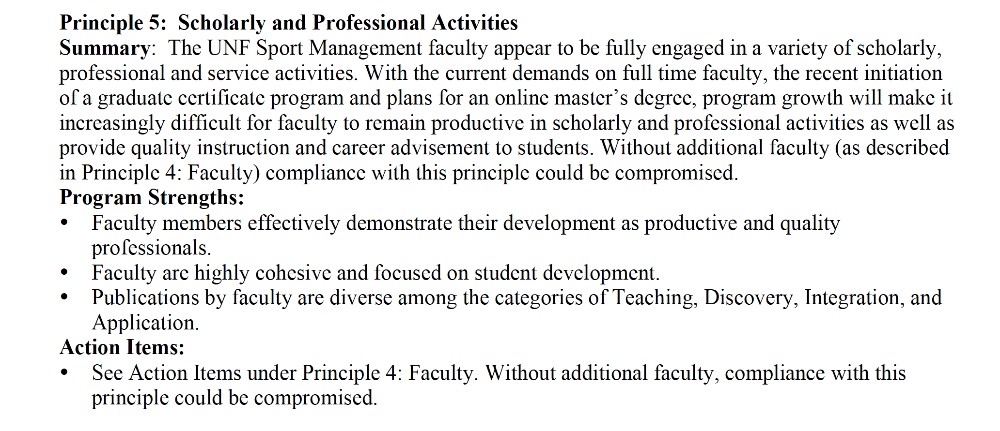 Principle 5:  Scholarly and Professional Activities
Summary:  The UNF Sport Management faculty appear to be fully engaged in a variety of scholarly,
professional and service activities. With the current demands on full time faculty, the recent initiation
of a graduate certificate program and plans for an online master’s degree, program growth will make it
increasingly difficult for faculty to remain productive in scholarly and professional activities as well as
provide quality instruction and career advisement to students. Without additional faculty (as described
in Principle 4: Faculty) compliance with this principle could be compromised.
Program Strengths:
• Faculty members effectively demonstrate their development as productive and quality
professionals.
• Faculty are highly cohesive and focused on student development.
• Publications by faculty are diverse among the categories of Teaching, Discovery, Integration, and
Application.
Action Items:
• See Action Items under Principle 4: Faculty. Without additional faculty, compliance with this
principle could be compromised.